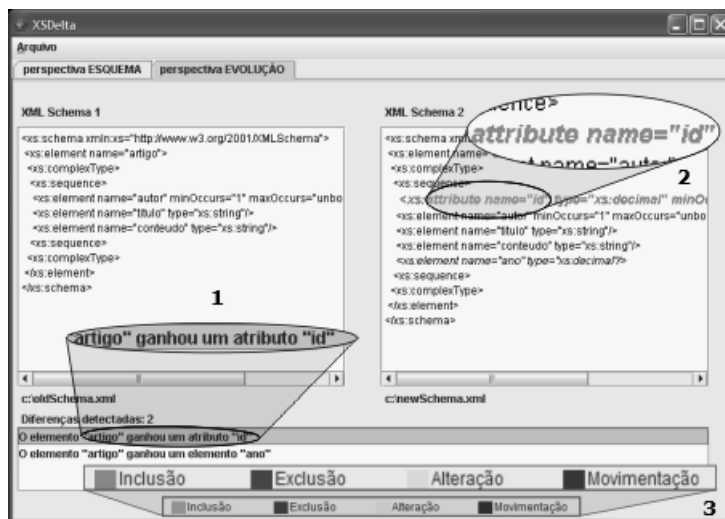 XSDelta
Arquivo
perspectiva ESQUEMA perspectiva EVOLUÇÃO
XML Schema 1
<xs:schema xmln:xs="http://www.w3.org/2001/XMLSchema">
<xs:element name="artigo">
<xs:complexType>
<xs:sequence>
<xs:element name="autor" minOccurs="1" maxOccurs="unbo
<xs:element name="titulo" type="xs:string"/>
<xs:element name="conteudo" type="xs:string"/>
<xs:sequence>
<xs:complexType>
</xs:element>
</xs:schema>
1
artigo" ganhou um atributo "id"
c:\oldSchema.xml
XML Schema 2
ence>
attribute name="id"
name="auto
2
<xs:schema xml
<xs:element nam
<xs:complexType
<xs:sequence>
<xs:attribute name="id" type="xs:decimal" minO
<xs:element name="autor" minOccurs="1" maxOccurs="unbo
<xs:element name="titulo" type="xs:string"/>
<xs:element name="conteudo" type="xs:string"/>
<xs:element name="ano" type="xs:decimal"/>
<xs:sequence>
<xs:complexType>
</xs:element>
</xs:schema>
c:\newSchema.xml
Diferenças detectadas: 2
O elemento "artigo" ganhou um atributo "id"
O elemento "artigo" ganhou um elemento "ano"
Inclusão Exclusão Alteração Movimentação
Inclusão Exclusão Alteração Movimentação
3